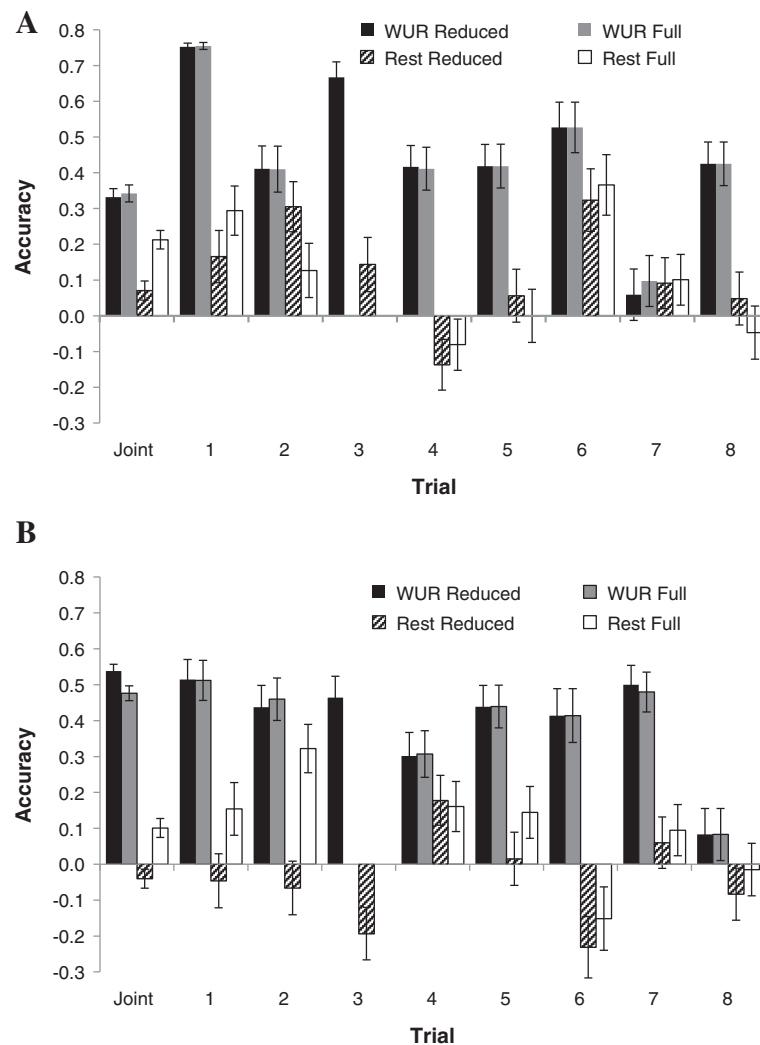 A
WUR Reduced
WUR Full
Rest Reduced
Rest Full
0.8
0.7
0.6
0.5
0.4
0.3
0.2
0.1
0.0
-0.1
-0.2
-0.3
Accuracy
Joint 1 2 3 4 5 6 7 8
Trial
B
WUR Reduced
WUR Full
Rest Reduced
Rest Full
0.8
0.7
0.6
0.5
0.4
0.3
0.2
0.1
0.0
-0.1
-0.2
-0.3
Accuracy
Joint 1 2 3 4 5 6 7 8
Trial